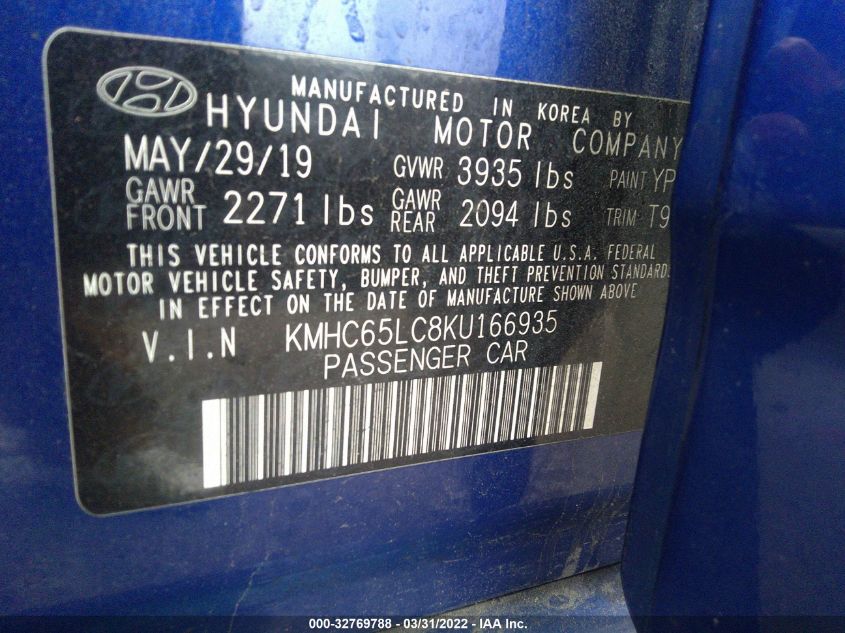 MANUFACTURED IN KOREA BY
HYUNDAI MOTOR COMPANY
MAY/29/19 GVWR 3935 lbs PAINT YP
GAWR FRONT 2271 lbs GAWR REAR 2094 lbs TRIM T9
THIS VEHICLE CONFORMS TO ALL APPLICABLE U.S.A. FEDERAL
MOTOR VEHICLE SAFETY, BUMPER, AND THEFT PREVENTION STANDARD
IN EFFECT ON THE DATE OF MANUFACTURE SHOWN ABOVE
V.I.N KMHC65LC8KU166935
PASSENGER CAR
000-32769788 - 03/31/2022 - IAA Inc.